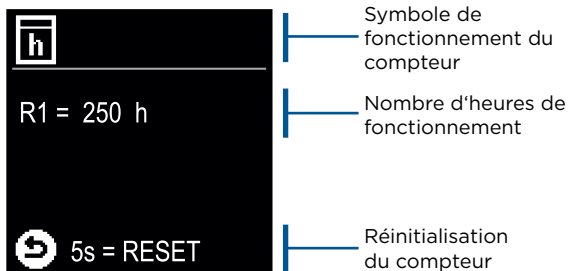 h
Symbole de
fonctionnement du
compteur
R1 = 250 h
Nombre d‘heures de
fonctionnement
5s = RESET
Réinitialisation
du compteur